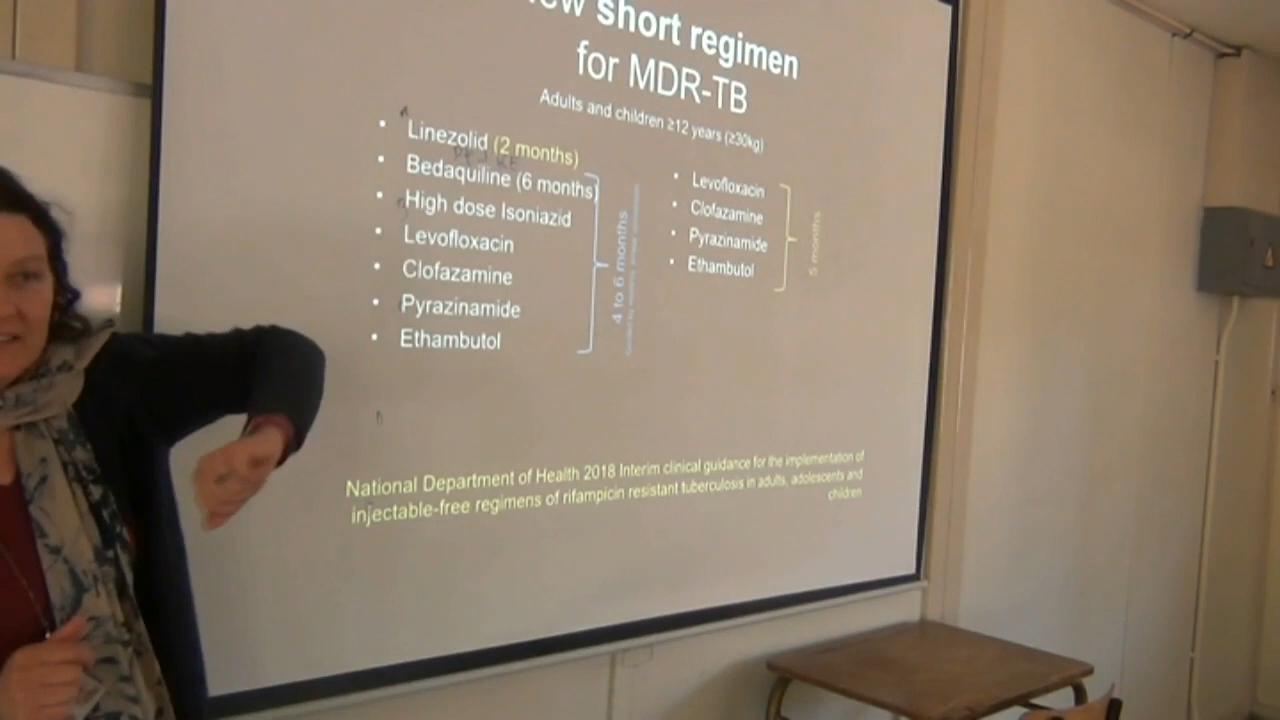 short regimen
for MDR-TB
Adults and children ≥12 years (≥30kg)
• Linezolid (2 months)
• Bedaquiline (6 months)
• High dose Isoniazid
• Levofloxacin
• Clofazamine
• Pyrazinamide
• Ethambutol
4 to 6 months
• Levofloxacin
• Clofazamine
• Pyrazinamide
• Ethambutol
5 months
National Department of Health 2018 Interim clinical guidance for the implementation of
injectable-free regimens of rifampicin resistant tuberculosis in adults, adolescents and
children